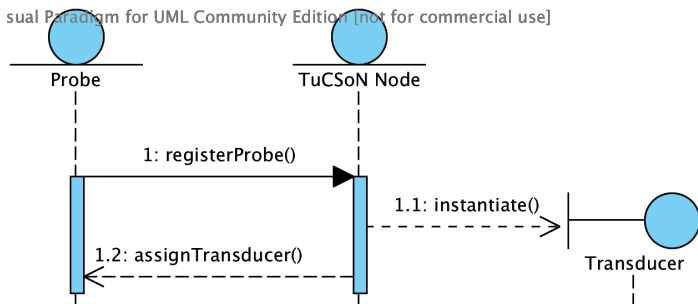 sual Paradigm for UML Community Edition [not for commercial use]
Probe
TuCSoN Node
1: registerProbe()
1.1: instantiate()
1.2: assignTransducer()
Transducer